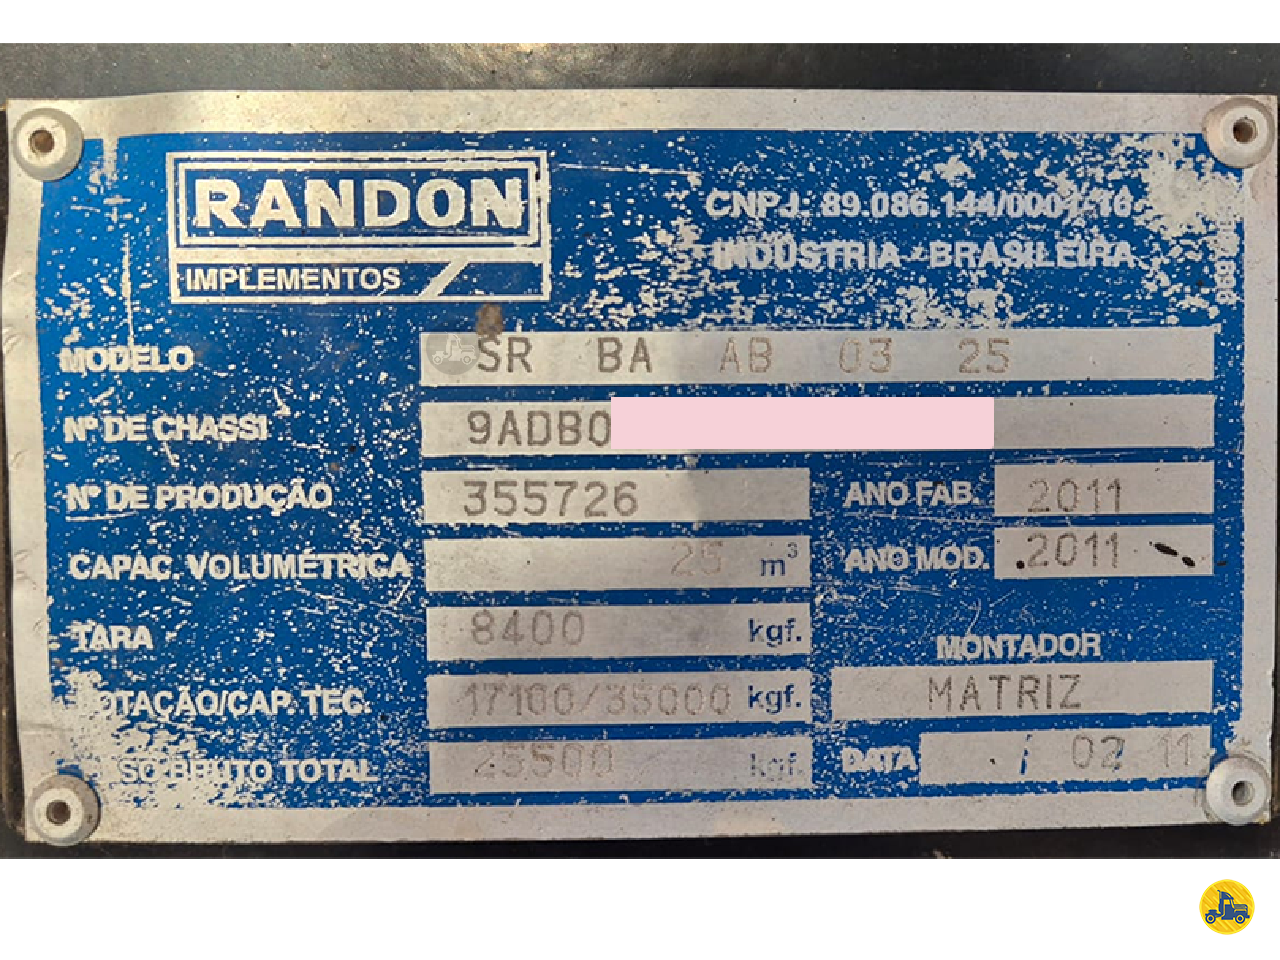 RANDON
IMPLEMENTOS
CNPJ: 89.086.144/0001-16
INDÚSTRIA BRASILEIRA
MODELO SR BA AB 03 25
Nº DE CHASSI 9ADB0
Nº DE PRODUÇÃO 355726 ANO FAB. 2011
CAPAC. VOLUMÉTRICA 25 m³ ANO MOD. 2011
TARA 8400 kgf.
MONTADOR
OTAÇÃO/CAP. TEC. 17100/35000 kgf. MATRIZ
SO BRUTO TOTAL 25500 kgf. DATA / 02 / 11